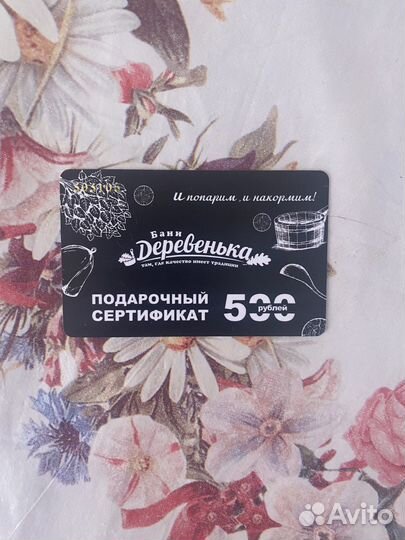 И попарим и накормим!
Бани
Деревенька
там, где качество имеет традиции
ПОДАРОЧНЫЙ
СЕРТИФИКАТ
500
рублей
Avito